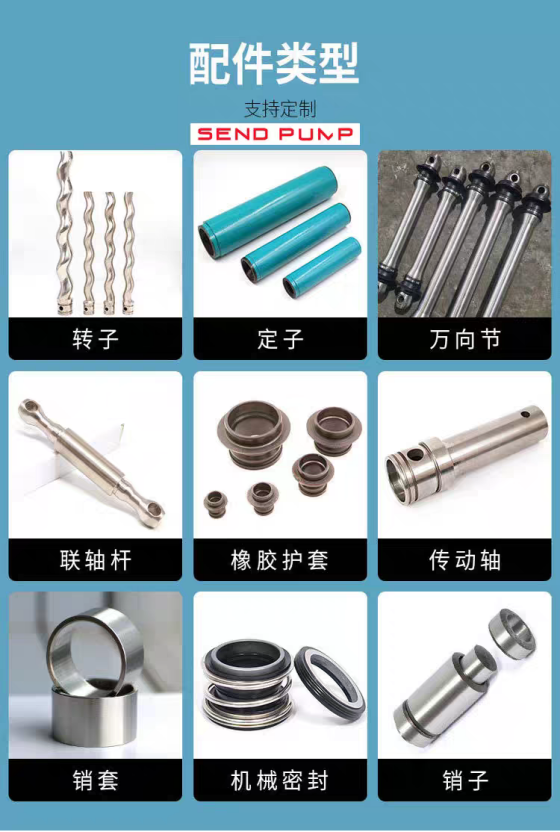 配件类型
支持定制
SEND PUMP
转子
定子
万向节
联轴杆
橡胶护套
传动轴
销套
机械密封
销子